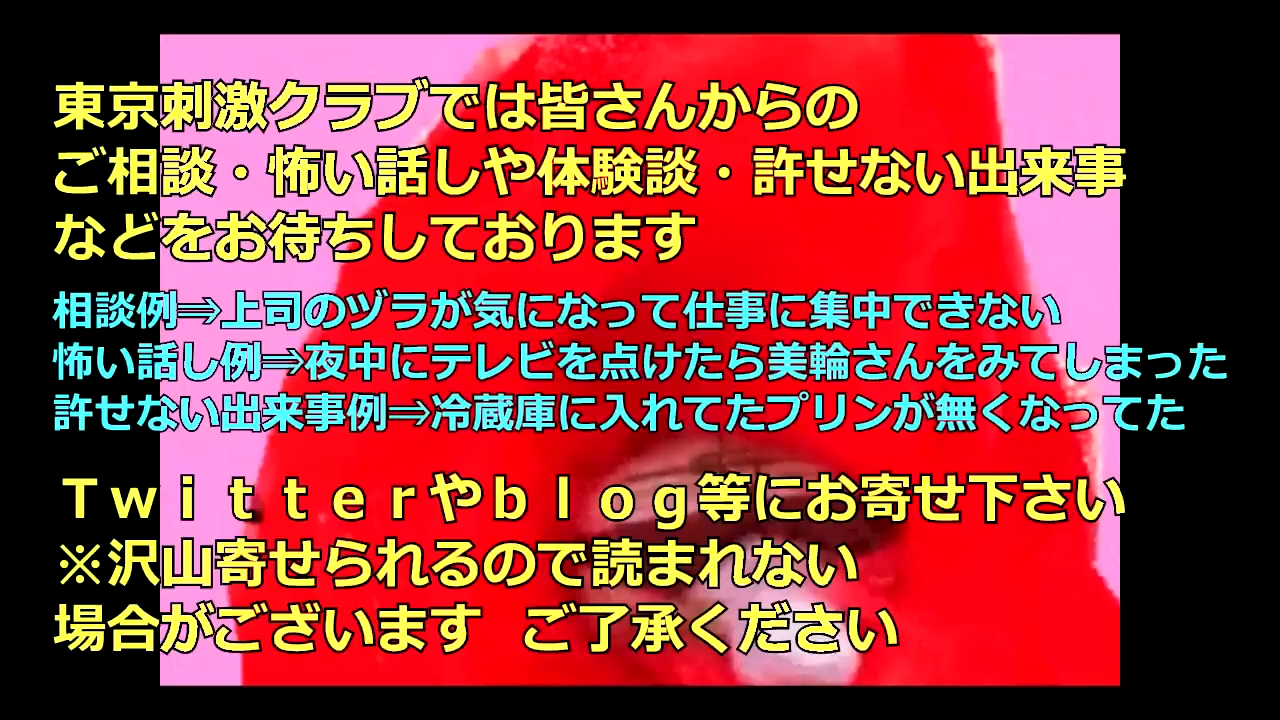 東京刺激クラブでは皆さんからの
ご相談・怖い話しや体験談・許せない出来事
などをお待ちしております
相談例⇒上司のヅラが気になって仕事に集中できない
怖い話し例⇒夜中にテレビを点けたら美輪さんをみてしまった
許せない出来事例⇒冷蔵庫に入れてたプリンが無くなってた
Ｔｗｉｔｔｅｒやｂｌｏｇ等にお寄せ下さい
※沢山寄せられるので読まれない
場合がございます　ご了承ください